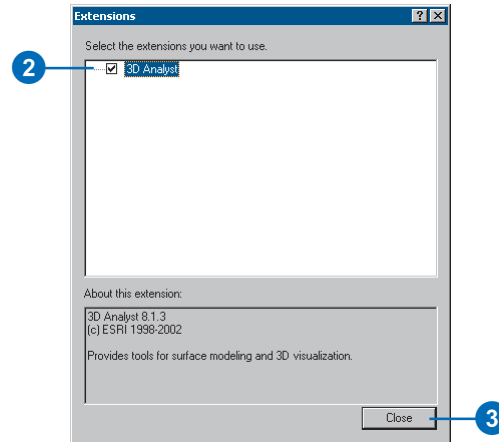 Extensions
Select the extensions you want to use.
2
3D Analyst
About this extension:
3D Analyst 8.1.3
(c) ESRI 1998-2002
Provides tools for surface modeling and 3D visualization.
Close
3